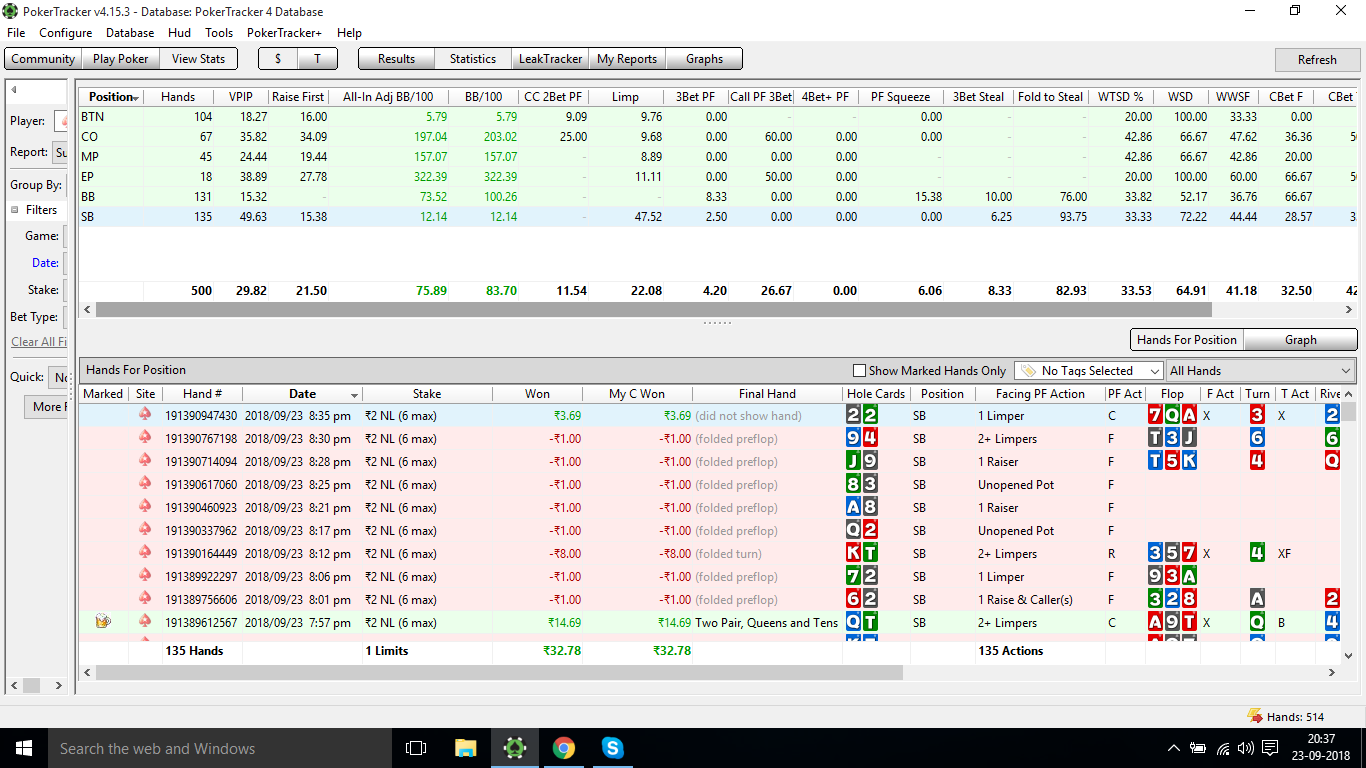 PokerTracker v4.15.3 - Database: PokerTracker 4 Database
File Configure Database Hud Tools PokerTracker+ Help
Community Play Poker View Stats $ T Results Statistics LeakTracker My Reports Graphs Refresh
Player:
Report: Su
Group By:
Filters
Game:
Date:
Stake:
Bet Type:
Clear All Fi
Quick: No
More F
Position Hands VPIP Raise First All-In Adj BB/100 BB/100 CC 2Bet PF Limp 3Bet PF Call PF 3Bet 4Bet+ PF PF Squeeze 3Bet Steal Fold to Steal WTSD % WSD WWSF CBet F CBet
BTN 104 18.27 16.00 5.79 5.79 9.09 9.76 0.00 - - 0.00 - - 20.00 100.00 33.33 0.00
CO 67 35.82 34.09 197.04 203.02 25.00 9.68 0.00 60.00 0.00 0.00 - - 42.86 66.67 47.62 36.36 5
MP 45 24.44 19.44 157.07 157.07 - 8.89 0.00 0.00 0.00 - - - 42.86 66.67 42.86 20.00
EP 18 38.89 27.78 322.39 322.39 - 11.11 0.00 50.00 0.00 - - - 20.00 100.00 60.00 66.67 5
BB 131 15.32 - 73.52 100.26 - - 8.33 0.00 0.00 15.38 10.00 76.00 33.82 52.17 36.76 66.67
SB 135 49.63 15.38 12.14 12.14 - 47.52 2.50 0.00 0.00 0.00 6.25 93.75 33.33 72.22 44.44 28.57 3
500 29.82 21.50 75.89 83.70 11.54 22.08 4.20 26.67 0.00 6.06 8.33 82.93 33.53 64.91 41.18 32.50 42
Hands For Position Graph
Hands For Position Show Marked Hands Only No Tags Selected All Hands
Marked Site Hand # Date Stake Won My C Won Final Hand Hole Cards Position Facing PF Action PF Act Flop F Act Turn T Act Rive
191390947430 2018/09/23 8:35 pm ₹2 NL (6 max) ₹3.69 ₹3.69 (did not show hand) 2 2 SB 1 Limper C 7 Q A X 3 X 2
191390767198 2018/09/23 8:30 pm ₹2 NL (6 max) -₹1.00 -₹1.00 (folded preflop) 9 4 SB 2+ Limpers F T 3 J 6 6
191390714094 2018/09/23 8:28 pm ₹2 NL (6 max) -₹1.00 -₹1.00 (folded preflop) J 9 SB 1 Raiser F T 5 K 4 Q
191390617060 2018/09/23 8:25 pm ₹2 NL (6 max) -₹1.00 -₹1.00 (folded preflop) 8 3 SB Unopened Pot F
191390460923 2018/09/23 8:21 pm ₹2 NL (6 max) -₹1.00 -₹1.00 (folded preflop) A 8 SB 1 Raiser F
191390337962 2018/09/23 8:17 pm ₹2 NL (6 max) -₹1.00 -₹1.00 (folded preflop) Q 2 SB Unopened Pot F
191390164449 2018/09/23 8:12 pm ₹2 NL (6 max) -₹8.00 -₹8.00 (folded turn) K T SB 2+ Limpers R 3 5 7 X 4 XF
191389922297 2018/09/23 8:06 pm ₹2 NL (6 max) -₹1.00 -₹1.00 (folded preflop) 7 2 SB 1 Limper F 9 3 A
191389756606 2018/09/23 8:01 pm ₹2 NL (6 max) -₹1.00 -₹1.00 (folded preflop) 6 2 SB 1 Raise & Caller(s) F 3 2 8 A 2
191389612567 2018/09/23 7:57 pm ₹2 NL (6 max) ₹14.69 ₹14.69 Two Pair, Queens and Tens Q T SB 2+ Limpers C A 9 T X Q B 4
135 Hands 1 Limits ₹32.78 ₹32.78 135 Actions
Hands: 514
Search the web and Windows
20:37
23-09-2018